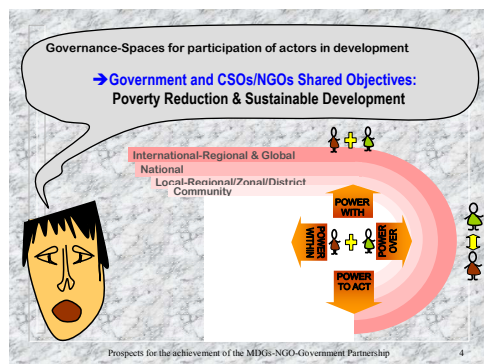 Governance-Spaces for participation of actors in development
➔Government and CSOs/NGOs Shared Objectives:
Poverty Reduction & Sustainable Development
International-Regional & Global
National
Local-Regional/Zonal/District
Community
POWER
WITH
POWER
WITHIN
POWER
OVER
POWER
TO ACT
Prospects for the achievement of the MDGs-NGO-Government Partnership
4